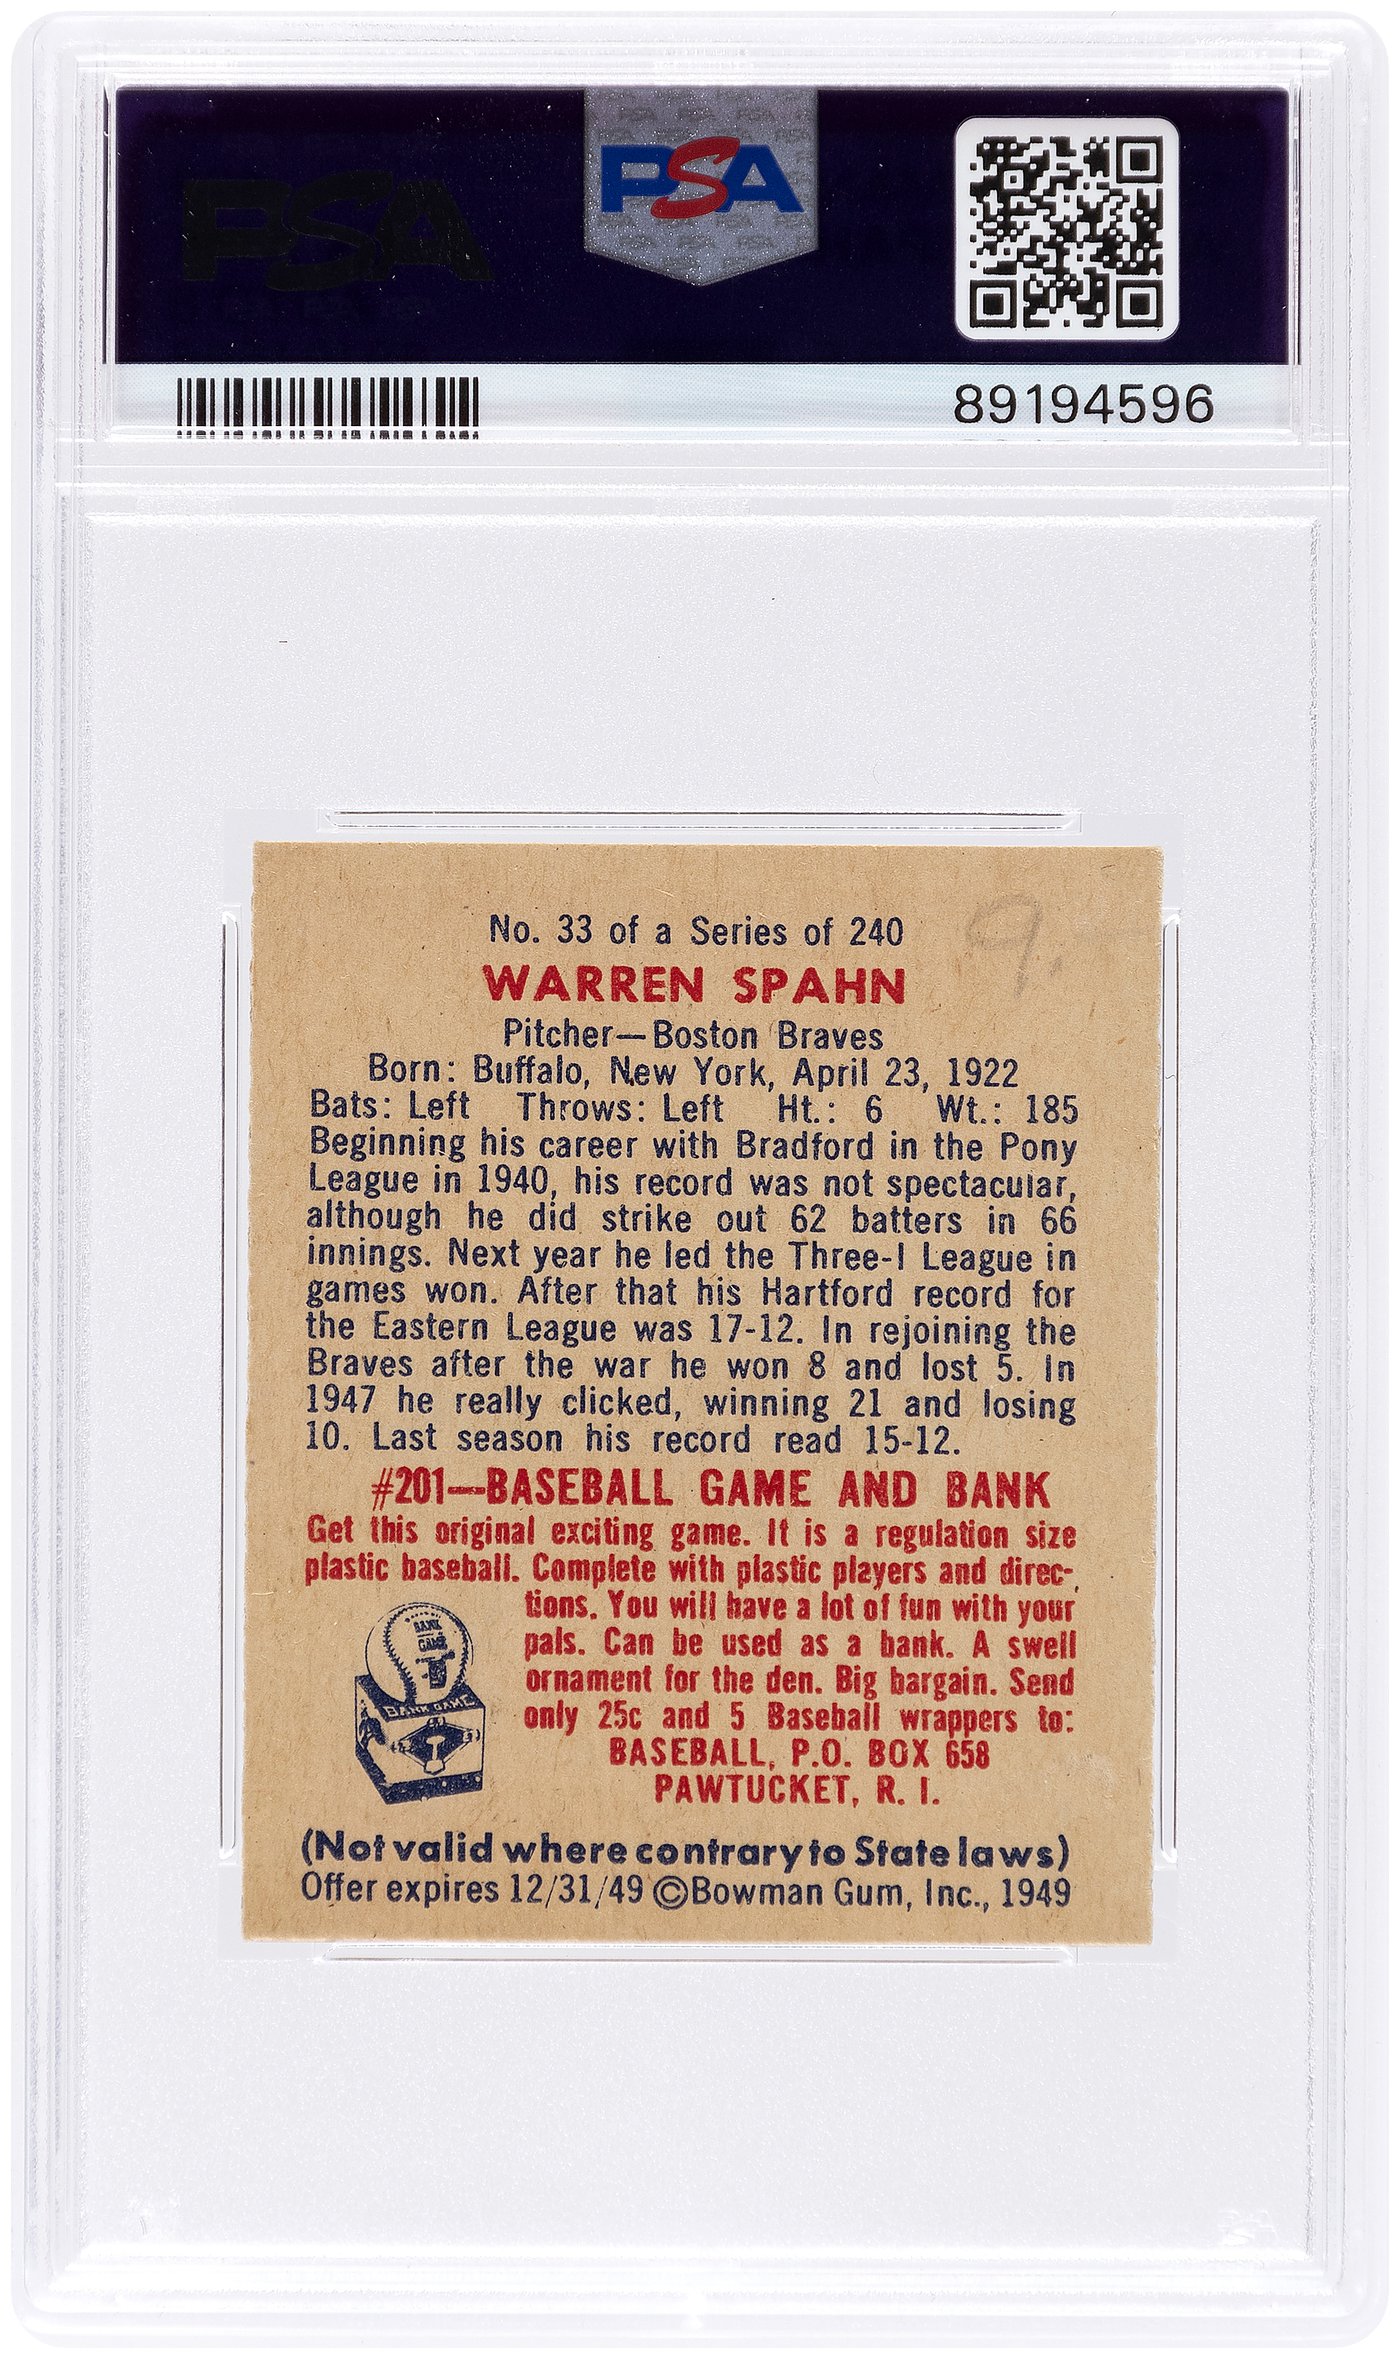 PSA
PSA
89194596
No. 33 of a Series of 240
9.
WARREN SPAHN
Pitcher—Boston Braves
Born: Buffalo, New York, April 23, 1922
Bats: Left Throws: Left Ht.: 6 Wt.: 185
Beginning his career with Bradford in the Pony
League in 1940, his record was not spectacular,
although he did strike out 62 batters in 66
innings. Next year he led the Three-I League in
games won. After that his Hartford record for
the Eastern League was 17-12. In rejoining the
Braves after the war he won 8 and lost 5. In
1947 he really clicked, winning 21 and losing
10. Last season his record read 15-12.
#201—BASEBALL GAME AND BANK
Get this original exciting game. It is a regulation size
plastic baseball. Complete with plastic players and direc-
tions. You will have a lot of fun with your
pals. Can be used as a bank. A swell
ornament for the den. Big bargain. Send
only 25c and 5 Baseball wrappers to:
BASEBALL, P.O. BOX 658
PAWTUCKET, R. I.
BANK
GAME
BANK GAME
(Not valid where contrary to State laws)
Offer expires 12/31/49 ©Bowman Gum, Inc., 1949